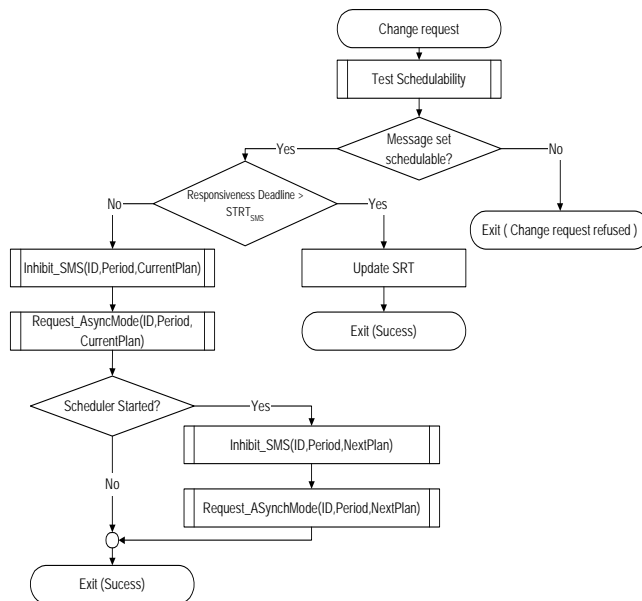 Change request
Test Schedulability
Message set
schedulable?
Yes
No
Responsiveness Deadline >
STRT_SMS
No
Yes
Exit ( Change request refused )
Inhibit_SMS(ID,Period,CurrentPlan)
Update SRT
Request_AsyncMode(ID,Period,
CurrentPlan)
Exit (Sucess)
Scheduler Started?
Yes
Inhibit_SMS(ID,Period,NextPlan)
No
Request_ASynchMode(ID,Period,NextPlan)
Exit (Sucess)